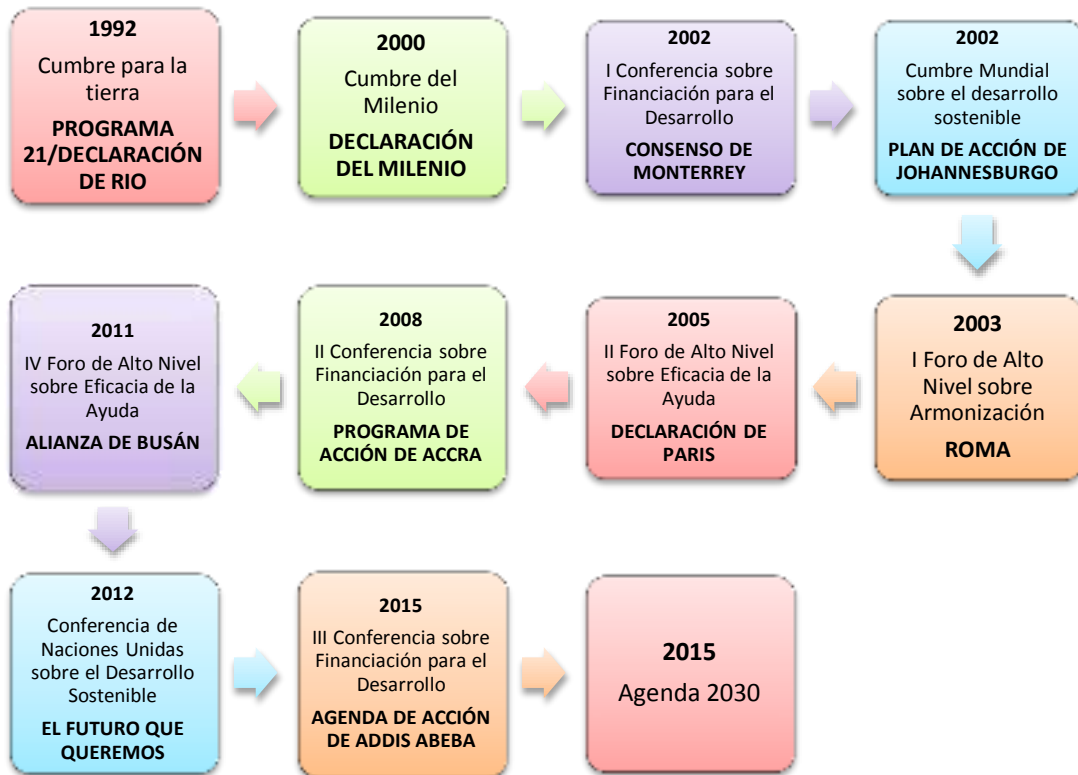 1992
Cumbre para la
tierra
PROGRAMA
21/DECLARACIÓN
DE RIO
2000
Cumbre del
Milenio
DECLARACIÓN
DEL MILENIO
2002
I Conferencia sobre
Financiación para el
Desarrollo
CONSENSO DE
MONTERREY
2002
Cumbre Mundial
sobre el desarrollo
sostenible
PLAN DE ACCIÓN DE
JOHANNESBURGO
2003
I Foro de Alto
Nivel sobre
Armonización
ROMA
2005
II Foro de Alto Nivel
sobre Eficacia de la
Ayuda
DECLARACIÓN DE
PARIS
2008
II Conferencia sobre
Financiación para el
Desarrollo
PROGRAMA DE
ACCIÓN DE ACCRA
2011
IV Foro de Alto Nivel
sobre Eficacia de la
Ayuda
ALIANZA DE BUSÁN
2012
Conferencia de
Naciones Unidas
sobre el Desarrollo
Sostenible
EL FUTURO QUE
QUEREMOS
2015
III Conferencia sobre
Financiación para el
Desarrollo
AGENDA DE ACCIÓN
DE ADDIS ABEBA
2015
Agenda 2030